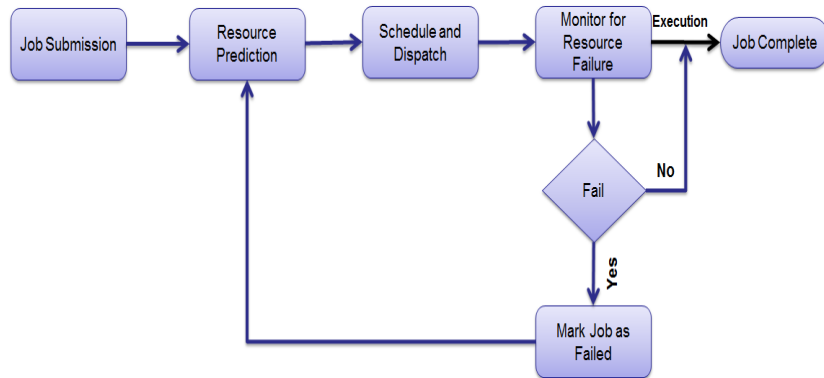 Job Submission
Resource
Prediction
Schedule and
Dispatch
Monitor for
Resource
Failure
Execution
Job Complete
Fail
No
Yes
Mark Job as
Failed